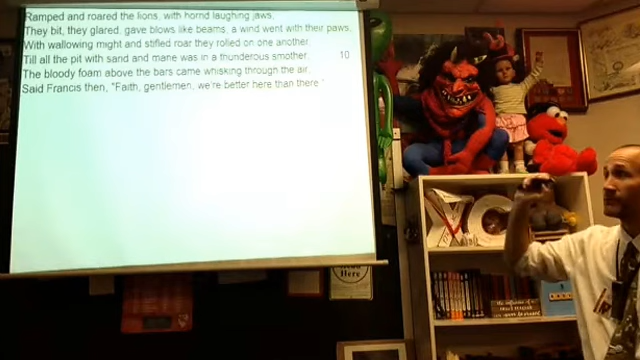 Ramped and roared the lions, with horrid laughing jaws,
They bit, they glared, gave blows like beams, a wind went with their paws,
With wallowing might and stifled roar they rolled on one another,
Till all the pit with sand and mane was in a thunderous smother, 10
The bloody foam above the bars came whisking through the air,
Said Francis then, "Faith, gentlemen, we're better here than there."
Here